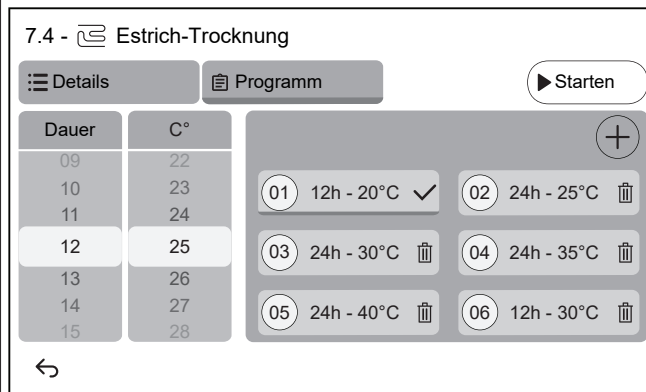 7.4 - Estrich-Trocknung
Details
Programm
Starten
Dauer
C°
09
10
11
12
13
14
15
22
23
24
25
26
27
28
01 12h - 20°C
02 24h - 25°C
03 24h - 30°C
04 24h - 35°C
05 24h - 40°C
06 12h - 30°C